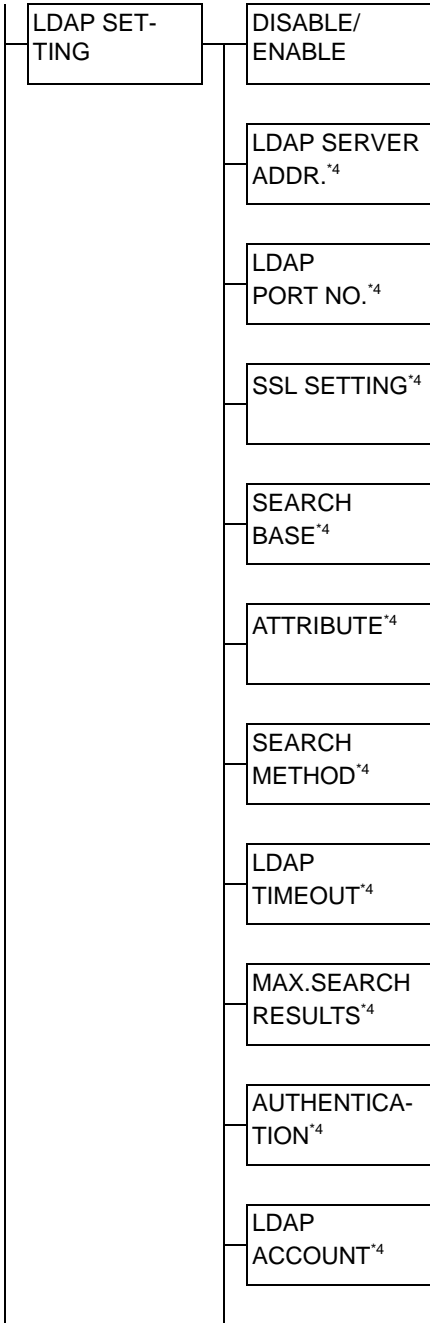 LDAP SET-
TING
DISABLE/
ENABLE
LDAP SERVER
ADDR.*4
LDAP
PORT NO.*4
SSL SETTING*4
SEARCH
BASE*4
ATTRIBUTE*4
SEARCH
METHOD*4
LDAP
TIMEOUT*4
MAX.SEARCH
RESULTS*4
AUTHENTICA-
TION*4
LDAP
ACCOUNT*4